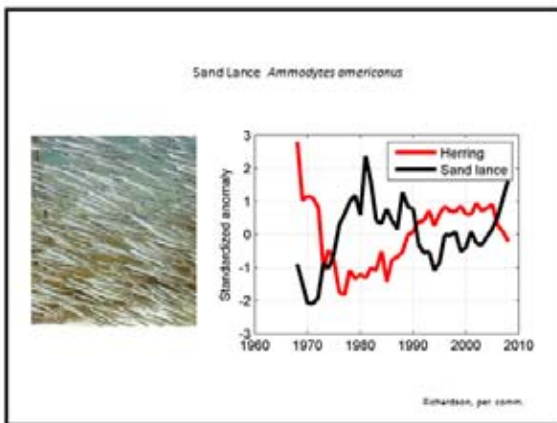 Sand Lance Ammodytes americanus
Standardized anomaly
3
2
1
0
-1
-2
-3
Herring
Sand lance
1960 1970 1980 1990 2000 2010
Richardson, per. comm.